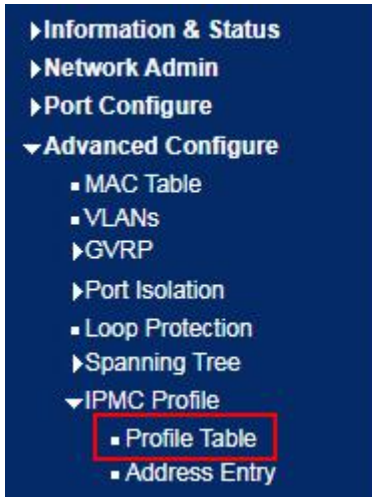 Information & Status
Network Admin
Port Configure
Advanced Configure
MAC Table
VLANs
GVRP
Port Isolation
Loop Protection
Spanning Tree
IPMC Profile
Profile Table
Address Entry